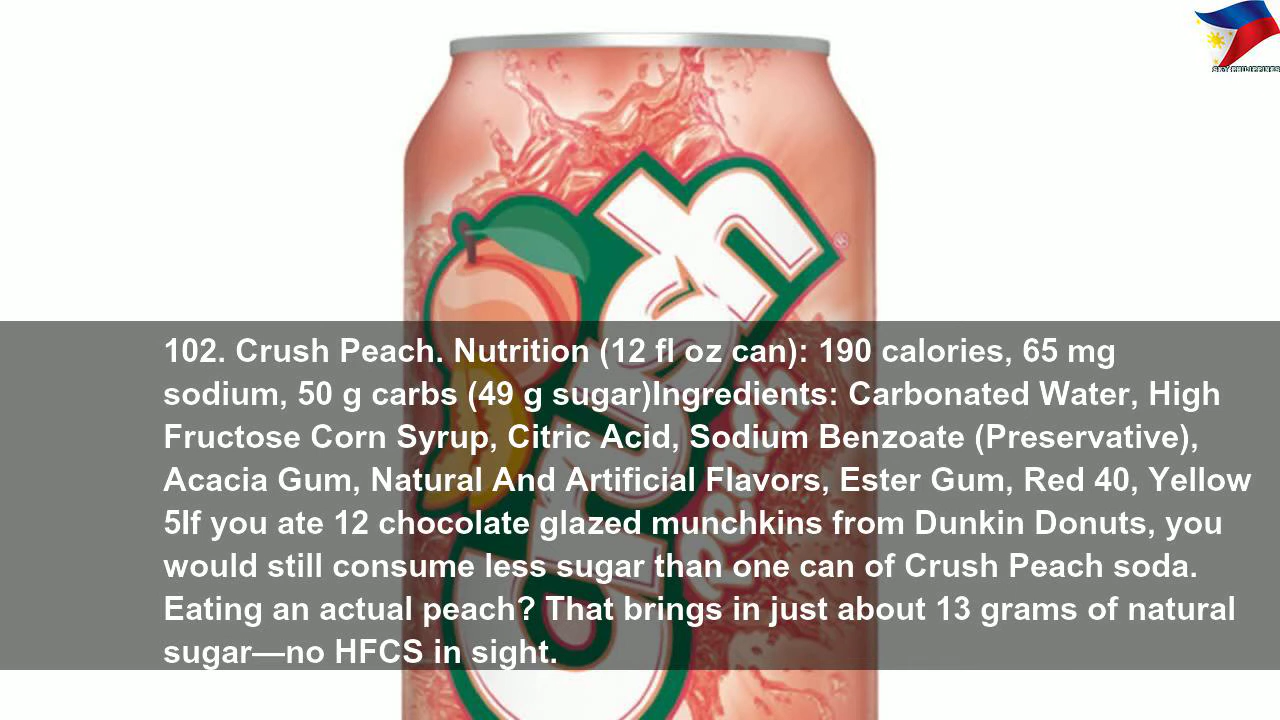 SKY PHILIPPINES
Crush
®
Peach
102. Crush Peach. Nutrition (12 fl oz can): 190 calories, 65 mg
sodium, 50 g carbs (49 g sugar)Ingredients: Carbonated Water, High
Fructose Corn Syrup, Citric Acid, Sodium Benzoate (Preservative),
Acacia Gum, Natural And Artificial Flavors, Ester Gum, Red 40, Yellow
5If you ate 12 chocolate glazed munchkins from Dunkin Donuts, you
would still consume less sugar than one can of Crush Peach soda.
Eating an actual peach? That brings in just about 13 grams of natural
sugar—no HFCS in sight.